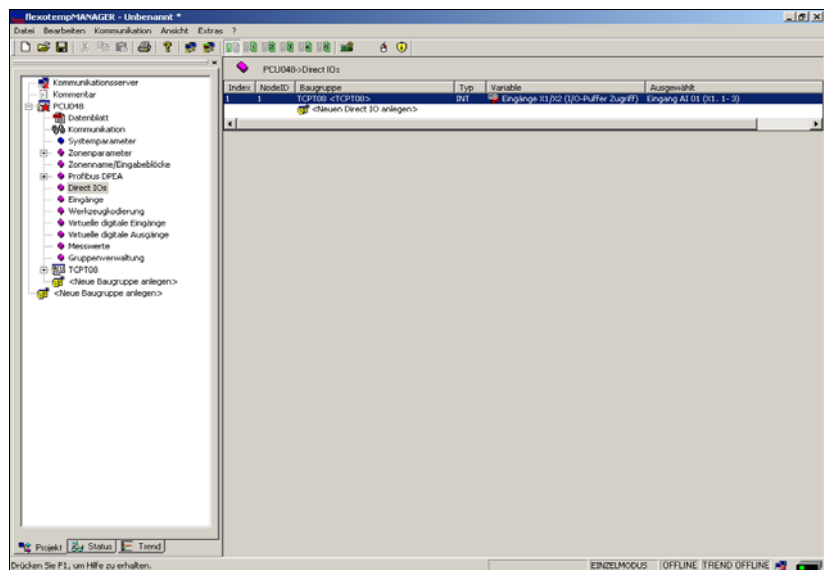 flexotempMANAGER - Unbenannt *
Datei Bearbeiten Kommunikation Ansicht Extras ?
PCU048->Direct IOs
Kommunikationsserver
Kommentar
PCU048
Datenblatt
Kommunikation
Systemparameter
Zonenparameter
Zonenname/Eingabeblöcke
Profibus DPEA
Direct IOs
Eingänge
Werkzeugkodierung
Virtuelle digitale Eingänge
Virtuelle digitale Ausgänge
Messwerte
Gruppenverwaltung
TCPT08
<Neue Baugruppe anlegen>
<Neue Baugruppe anlegen>
Index NodeID Baugruppe Typ Variable Ausgewählt
1 1 TCPT08 <TCPT08> INT Eingänge X1/X2 (I/O-Puffer Zugriff) Eingang AI 01 (X1. 1- 3)
<Neuen Direct IO anlegen>
Projekt Status Trend
Drücken Sie F1, um Hilfe zu erhalten. EINZELMODUS OFFLINE TREND OFFLINE